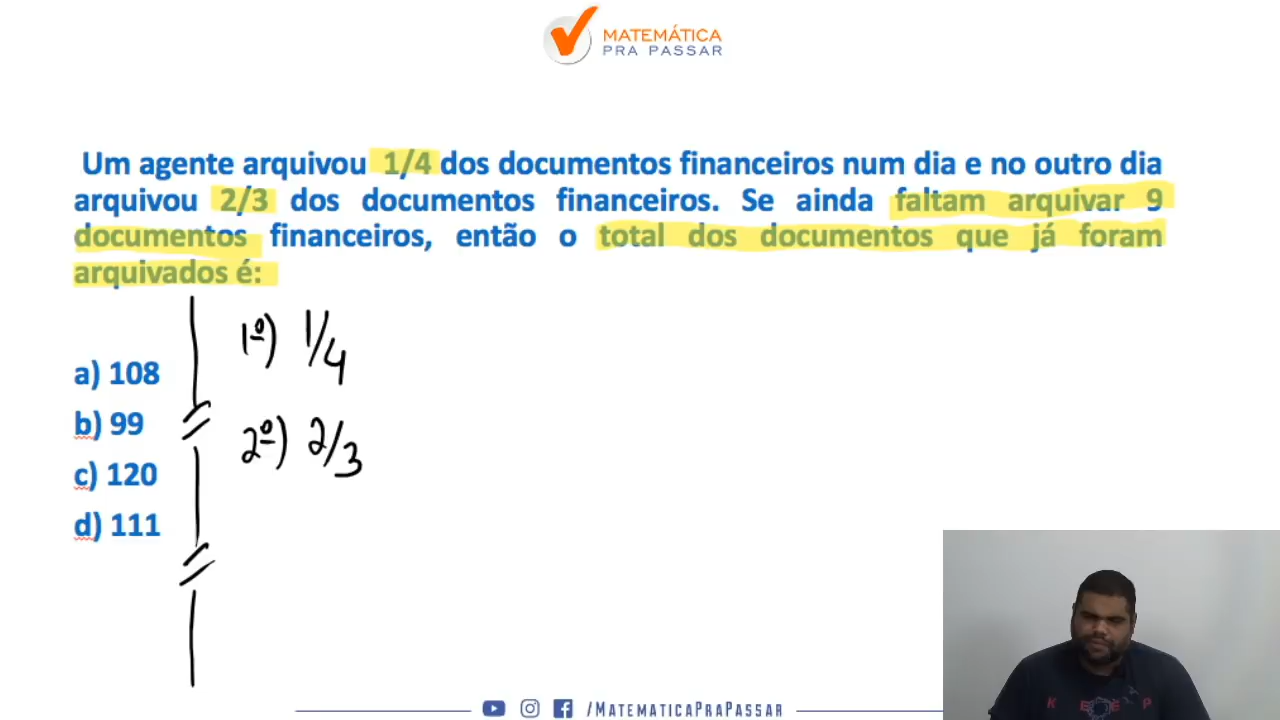 MATEMÁTICA
PRA PASSAR
Um agente arquivou 1/4 dos documentos financeiros num dia e no outro dia
arquivou 2/3 dos documentos financeiros. Se ainda faltam arquivar 9
documentos financeiros, então o total dos documentos que já foram
arquivados é:
a) 108
b) 99
c) 120
d) 111
1º) 1/4
2º) 2/3
K E E P
/MATEMATICAPRAPASSAR